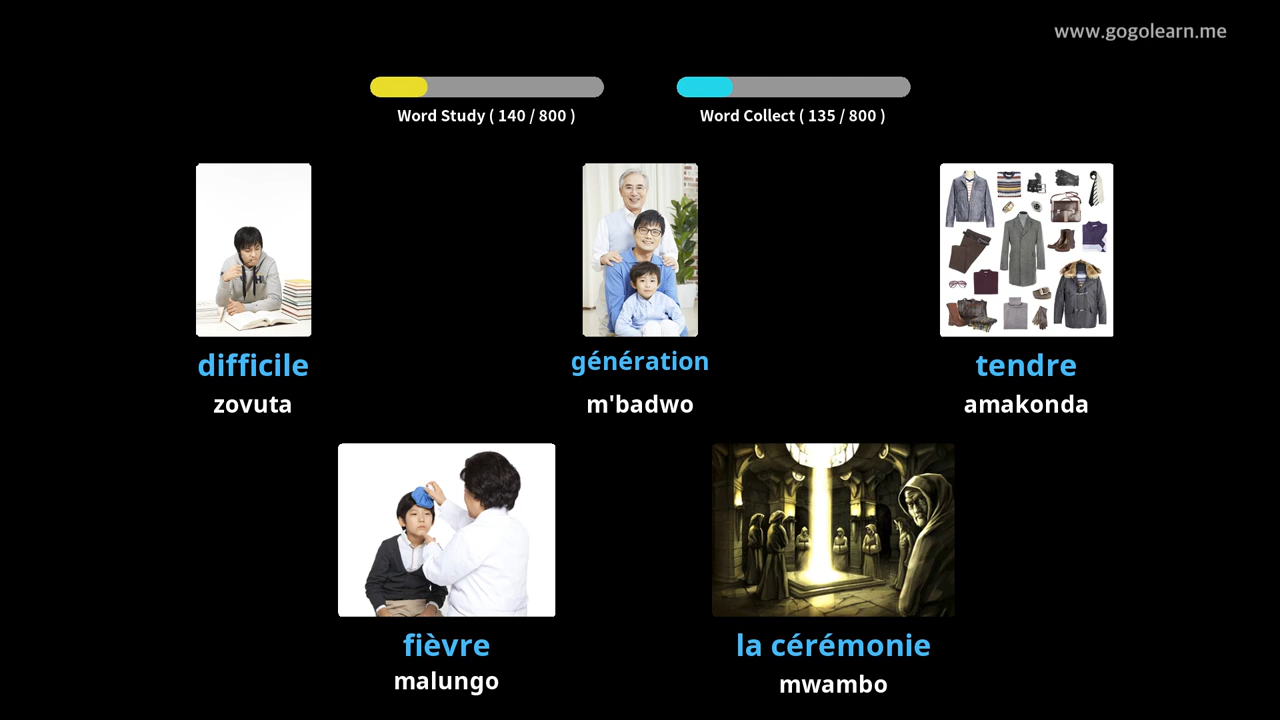 www.gogolearn.me
Word Study ( 140 / 800 )
Word Collect ( 135 / 800 )
difficile
zovuta
génération
m'badwo
tendre
amakonda
fièvre
malungo
la cérémonie
mwambo